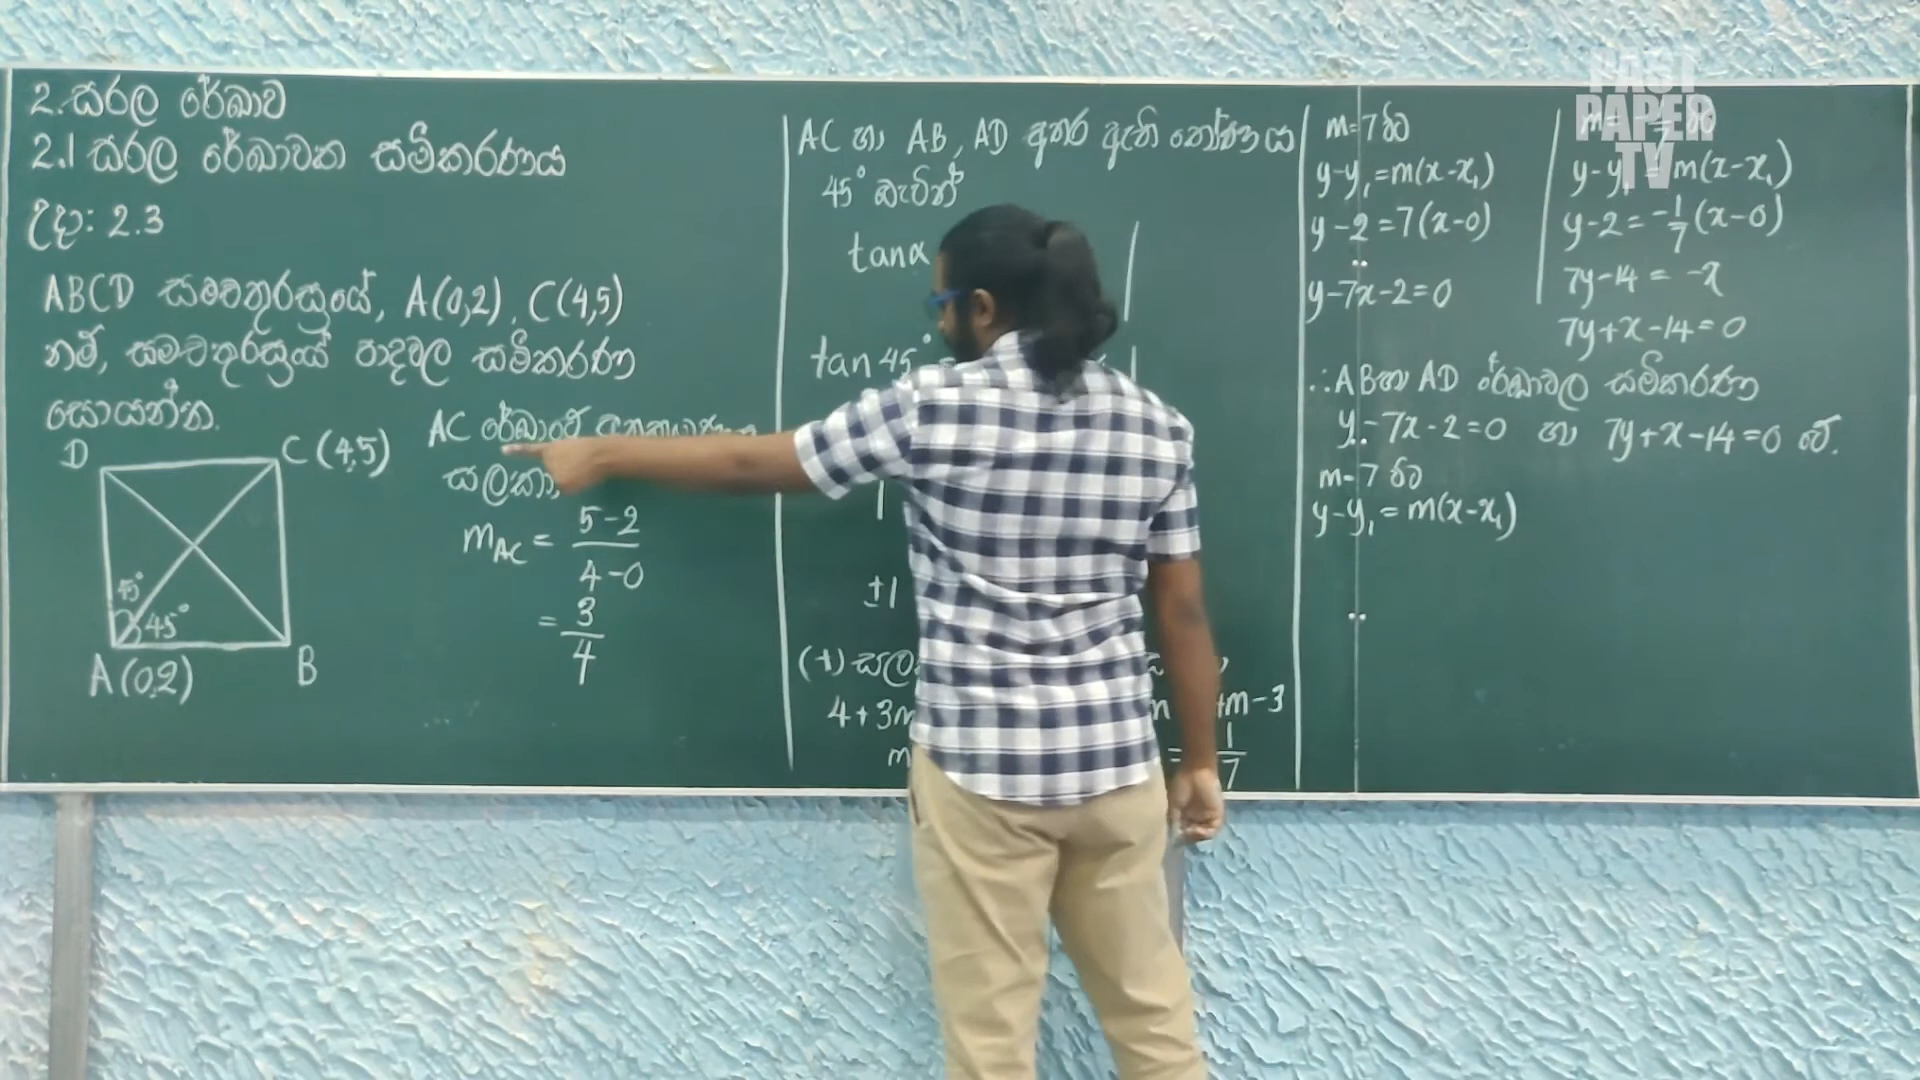 2. සරල රේඛාව
2.1 සරල රේඛාවක සමීකරණය
උදා: 2.3
ABCD සමචතුරස්‍රයේ, A(0,2), C(4,5)
නම්, සමචතුරස්‍රයේ පාදවල සමීකරණ
සොයන්න.
D
C (4,5)
45°
45°
A(0,2)
B
AC රේඛාවේ
m_AC = 5-2 / 4-0
= 3/4
AC හා AB, AD අතර ඇති කෝණය
45° බැවින්
tanα
tan 45°
1
±1
(+)
4+3m
m-3
1/7
m=7 විට
y-y₁=m(x-x₁)
y-2=7(x-0)
y-7x-2=0
y-y₁ = m(x-x₁)
y-2=-1/7(x-0)
7y-14 = -x
7y+x-14=0
∴AB හා AD රේඛාවල සමීකරණ
y-7x-2=0 හා 7y+x-14=0 වේ.
m=7 විට
y-y₁ = m(x-x₁)
PAST
PAPER
TV